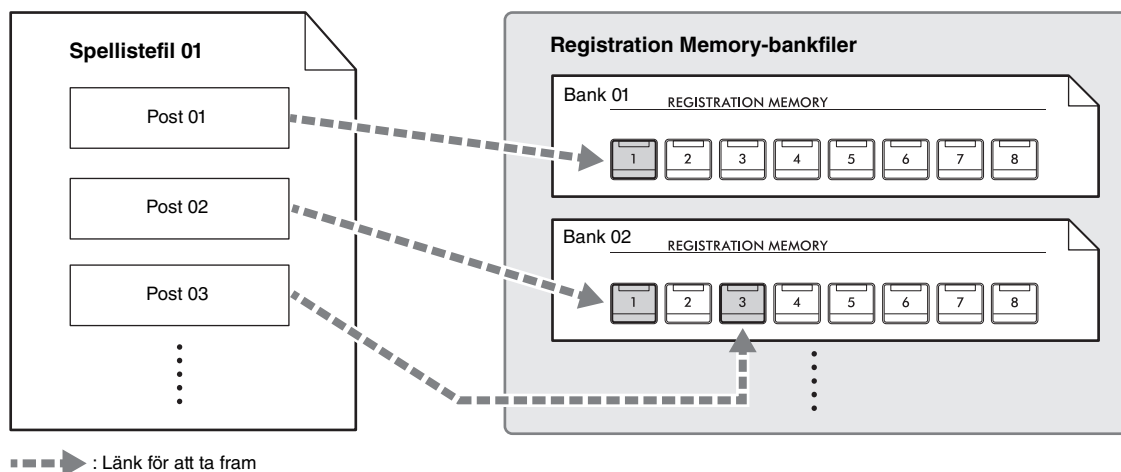 Spellistefil 01
Post 01
Post 02
Post 03
Registration Memory-bankfiler
Bank 01 REGISTRATION MEMORY
1 2 3 4 5 6 7 8
Bank 02 REGISTRATION MEMORY
1 2 3 4 5 6 7 8
: Länk för att ta fram